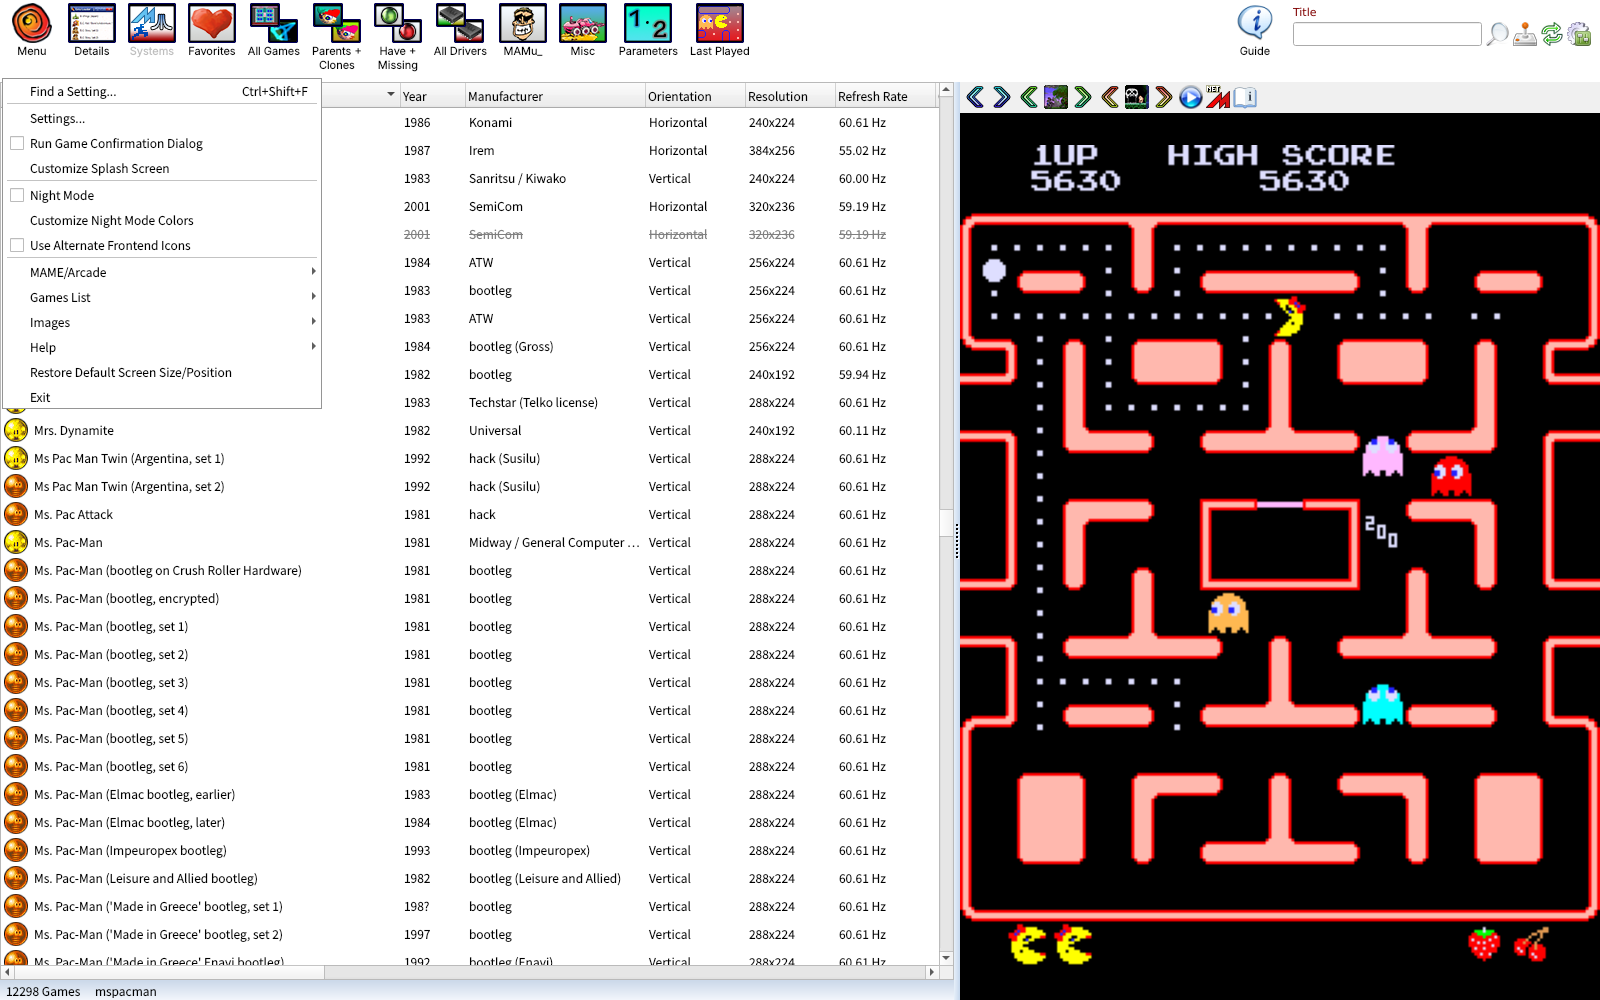 Menu Details Systems Favorites All Games Parents + Clones Have + Missing All Drivers MAMu_ Misc Parameters Last Played Guide
Title
Find a Setting... Ctrl+Shift+F
Settings...
Run Game Confirmation Dialog
Customize Splash Screen
Night Mode
Customize Night Mode Colors
Use Alternate Frontend Icons
MAME/Arcade
Games List
Images
Help
Restore Default Screen Size/Position
Exit
Year Manufacturer Orientation Resolution Refresh Rate
1986 Konami Horizontal 240x224 60.61 Hz
1987 Irem Horizontal 384x256 55.02 Hz
1983 Sanritsu / Kiwako Vertical 240x224 60.00 Hz
2001 SemiCom Horizontal 320x236 59.19 Hz
2001 SemiCom Horizontal 320x236 59.19 Hz
1984 ATW Vertical 256x224 60.61 Hz
1983 bootleg Vertical 256x224 60.61 Hz
1983 ATW Vertical 256x224 60.61 Hz
1984 bootleg (Gross) Vertical 256x224 60.61 Hz
1982 bootleg Vertical 240x192 59.94 Hz
1983 Techstar (Telko license) Vertical 288x224 60.61 Hz
Mrs. Dynamite 1982 Universal Vertical 240x192 60.11 Hz
Ms Pac Man Twin (Argentina, set 1) 1992 hack (Susilu) Vertical 288x224 60.61 Hz
Ms Pac Man Twin (Argentina, set 2) 1992 hack (Susilu) Vertical 288x224 60.61 Hz
Ms. Pac Attack 1981 hack Vertical 288x224 60.61 Hz
Ms. Pac-Man 1981 Midway / General Computer ... Vertical 288x224 60.61 Hz
Ms. Pac-Man (bootleg on Crush Roller Hardware) 1981 bootleg Vertical 288x224 60.61 Hz
Ms. Pac-Man (bootleg, encrypted) 1981 bootleg Vertical 288x224 60.61 Hz
Ms. Pac-Man (bootleg, set 1) 1981 bootleg Vertical 288x224 60.61 Hz
Ms. Pac-Man (bootleg, set 2) 1981 bootleg Vertical 288x224 60.61 Hz
Ms. Pac-Man (bootleg, set 3) 1981 bootleg Vertical 288x224 60.61 Hz
Ms. Pac-Man (bootleg, set 4) 1981 bootleg Vertical 288x224 60.61 Hz
Ms. Pac-Man (bootleg, set 5) 1981 bootleg Vertical 288x224 60.61 Hz
Ms. Pac-Man (bootleg, set 6) 1981 bootleg Vertical 288x224 60.61 Hz
Ms. Pac-Man (Elmac bootleg, earlier) 1983 bootleg (Elmac) Vertical 288x224 60.61 Hz
Ms. Pac-Man (Elmac bootleg, later) 1984 bootleg (Elmac) Vertical 288x224 60.61 Hz
Ms. Pac-Man (Impeuropex bootleg) 1993 bootleg (Impeuropex) Vertical 288x224 60.61 Hz
Ms. Pac-Man (Leisure and Allied bootleg) 1982 bootleg (Leisure and Allied) Vertical 288x224 60.61 Hz
Ms. Pac-Man ('Made in Greece' bootleg, set 1) 198? bootleg Vertical 288x224 60.61 Hz
Ms. Pac-Man ('Made in Greece' bootleg, set 2) 1997 bootleg Vertical 288x224 60.61 Hz
Ms. Pac-Man ('Made in Greece' Enavi bootleg) 1992 bootleg (Enavi) Vertical 288x224 60.61 Hz
12298 Games mspacman
1UP HIGH SCORE
5630 5630
200